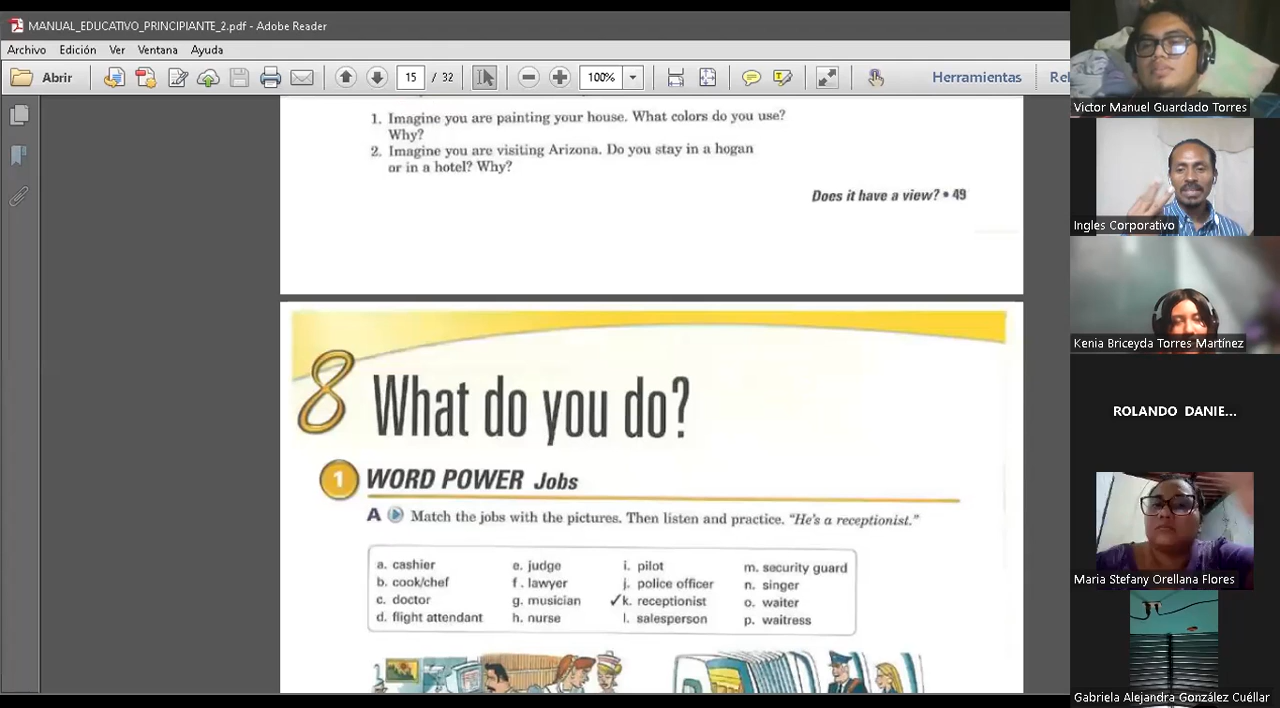 MANUAL_EDUCATIVO_PRINCIPIANTE_2.pdf - Adobe Reader
Archivo Edición Ver Ventana Ayuda
Abrir 15 / 32 100% Herramientas
1. Imagine you are painting your house. What colors do you use?
Why?
2. Imagine you are visiting Arizona. Do you stay in a hogan
or in a hotel? Why?
Does it have a view? • 49
8 What do you do?
1 WORD POWER Jobs
A Match the jobs with the pictures. Then listen and practice. "He's a receptionist."
a. cashier e. judge i. pilot m. security guard
b. cook/chef f. lawyer j. police officer n. singer
c. doctor g. musician ✓k. receptionist o. waiter
d. flight attendant h. nurse l. salesperson p. waitress
Victor Manuel Guardado Torres
Ingles Corporativo
Kenia Briceyda Torres Martínez
ROLANDO DANIE...
Maria Stefany Orellana Flores
Gabriela Alejandra González Cuéllar